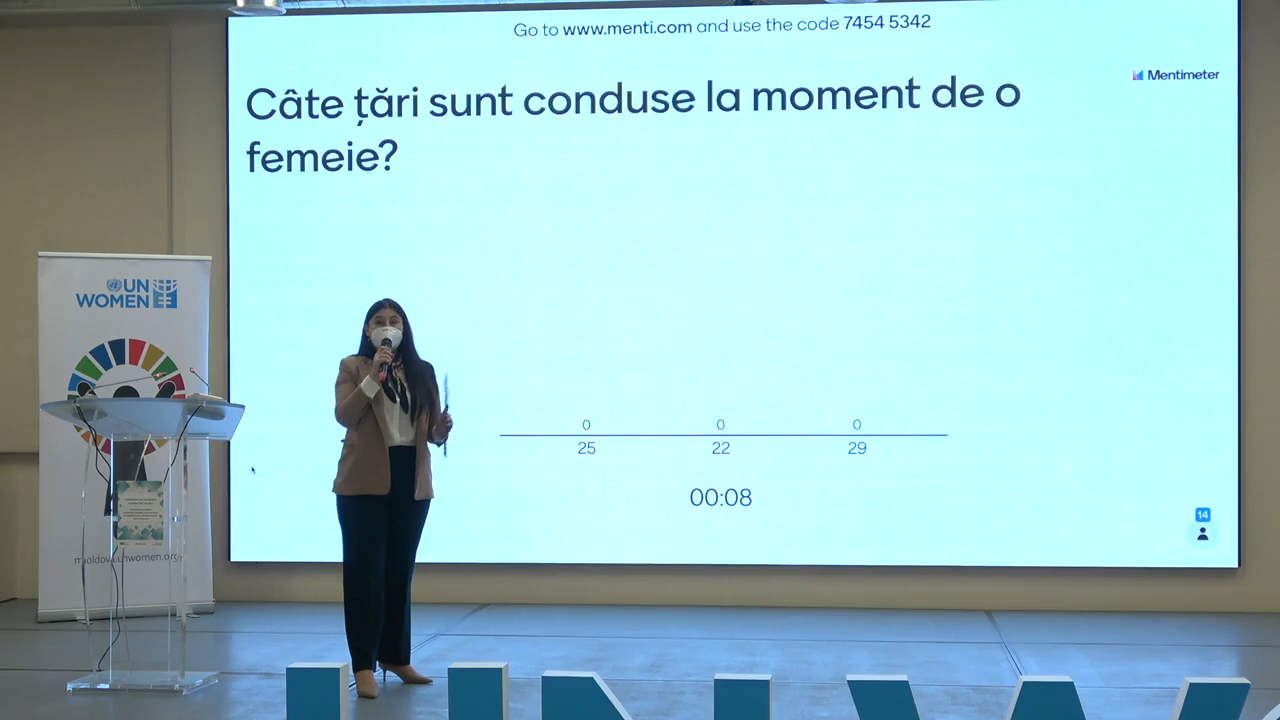 Go to www.menti.com and use the code 7454 5342
Mentimeter
Câte țări sunt conduse la moment de o
femeie?
0 0 0
25 22 29
00:08
14
UN
WOMEN
moldova.unwomen.org